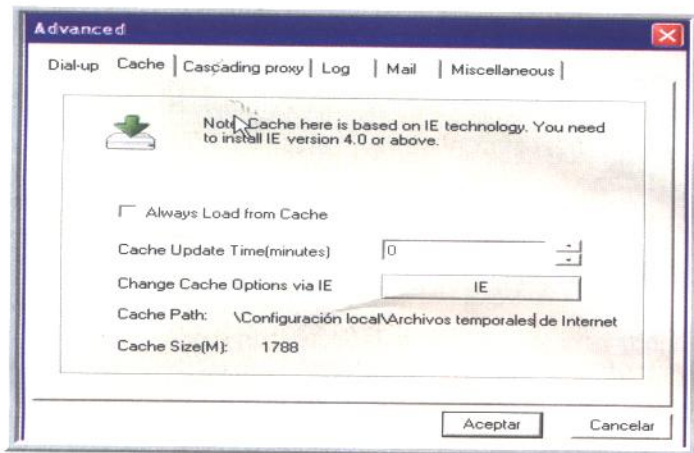 Advanced
Dial-up Cache Cascading proxy Log Mail Miscellaneous
Note: Cache here is based on IE technology. You need
to install IE version 4.0 or above.
Always Load from Cache
Cache Update Time(minutes) 0
Change Cache Options via IE IE
Cache Path: \Configuración local\Archivos temporales de Internet
Cache Size(M): 1788
Aceptar Cancelar